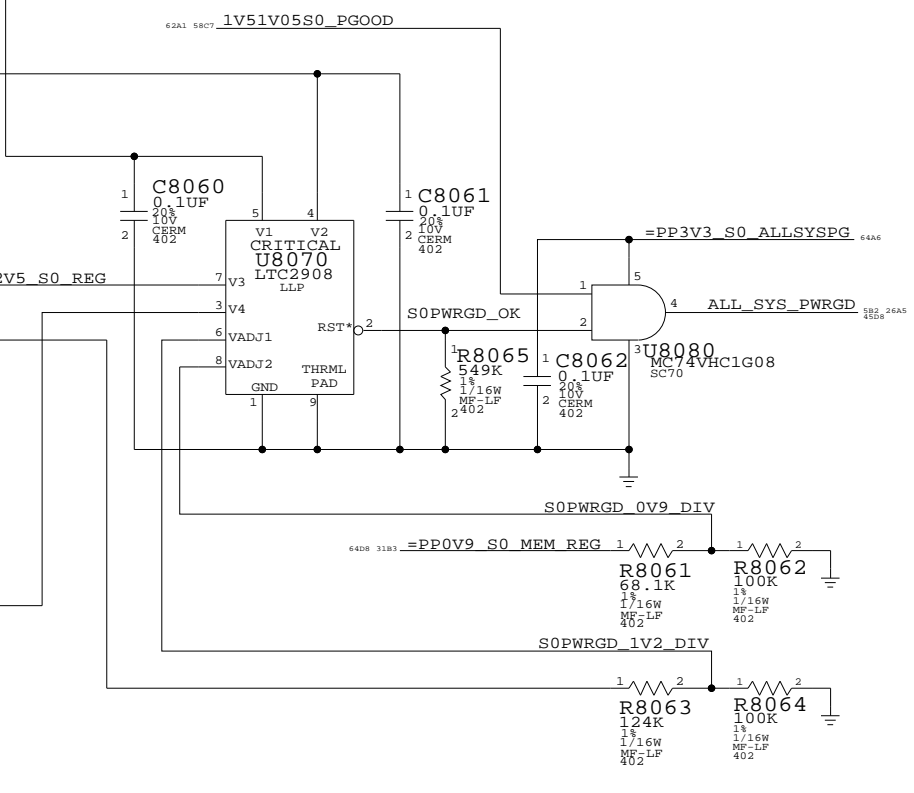 62A1 58C7 1V51V05S0_PGOOD
C8060
0.1UF
20%
10V
CERM
402
1
2
C8061
0.1UF
20%
10V
CERM
402
1
2
5
4
V1
V2
CRITICAL
U8070
LTC2908
LLP
2V5_S0_REG
7 V3
3 V4
6 VADJ1
8 VADJ2
RST* 2
THRML
PAD
GND
1
9
S0PWRGD_OK
=PP3V3_S0_ALLSYSPG 64A6
5
1
2
4
3
ALL_SYS_PWRGD 5B2 26A5
45D8
U8080
MC74VHC1G08
SC70
1
R8065
549K
1%
1/16W
MF-LF
402
2
1
C8062
0.1UF
20%
10V
CERM
402
2
S0PWRGD_0V9_DIV
64D8 31B3 =PP0V9_S0_MEM_REG
1 2
R8061
68.1K
1%
1/16W
MF-LF
402
1 2
R8062
100K
1%
1/16W
MF-LF
402
S0PWRGD_1V2_DIV
1 2
R8063
124K
1%
1/16W
MF-LF
402
1 2
R8064
100K
1%
1/16W
MF-LF
402